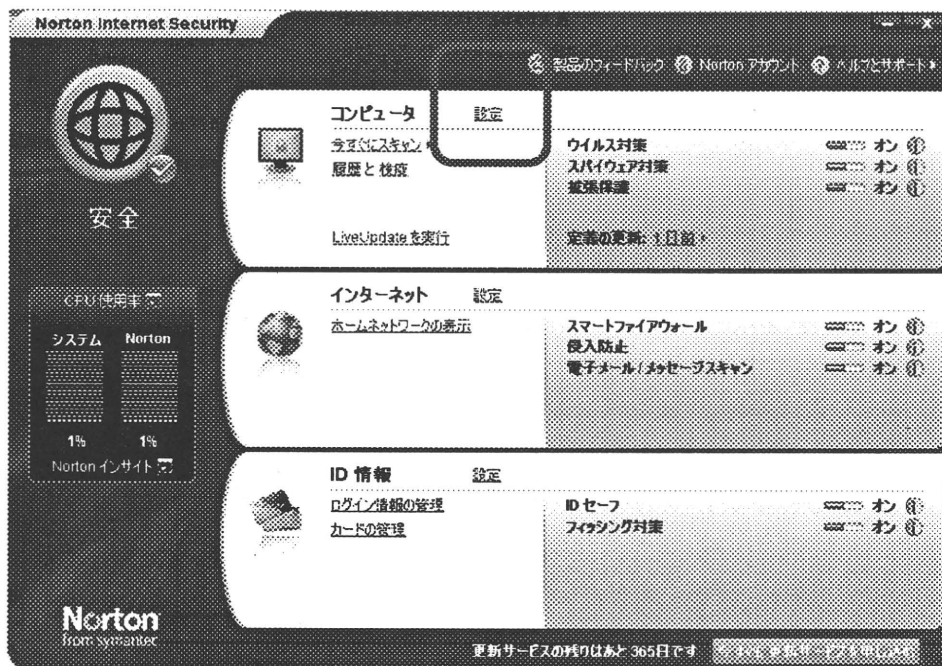 Norton Internet Security
製品のフィードバック Norton アカウント ヘルプとサポート
コンピュータ 設定
今すぐにスキャン
履歴と 検疫
LiveUpdate を実行
ウイルス対策 オン
スパイウェア対策 オン
拡張保護 オン
定義の更新: 1 日前
安全
インターネット 設定
ホームネットワークの表示
スマートファイアウォール オン
侵入防止 オン
電子メール / メッセージスキャン オン
CPU 使用率
システム Norton
1% 1%
Norton インサイト
ID 情報 設定
ログイン情報の管理
カードの管理
ID セーフ オン
フィッシング対策 オン
Norton
from symantec
更新サービスの残りはあと 365日です